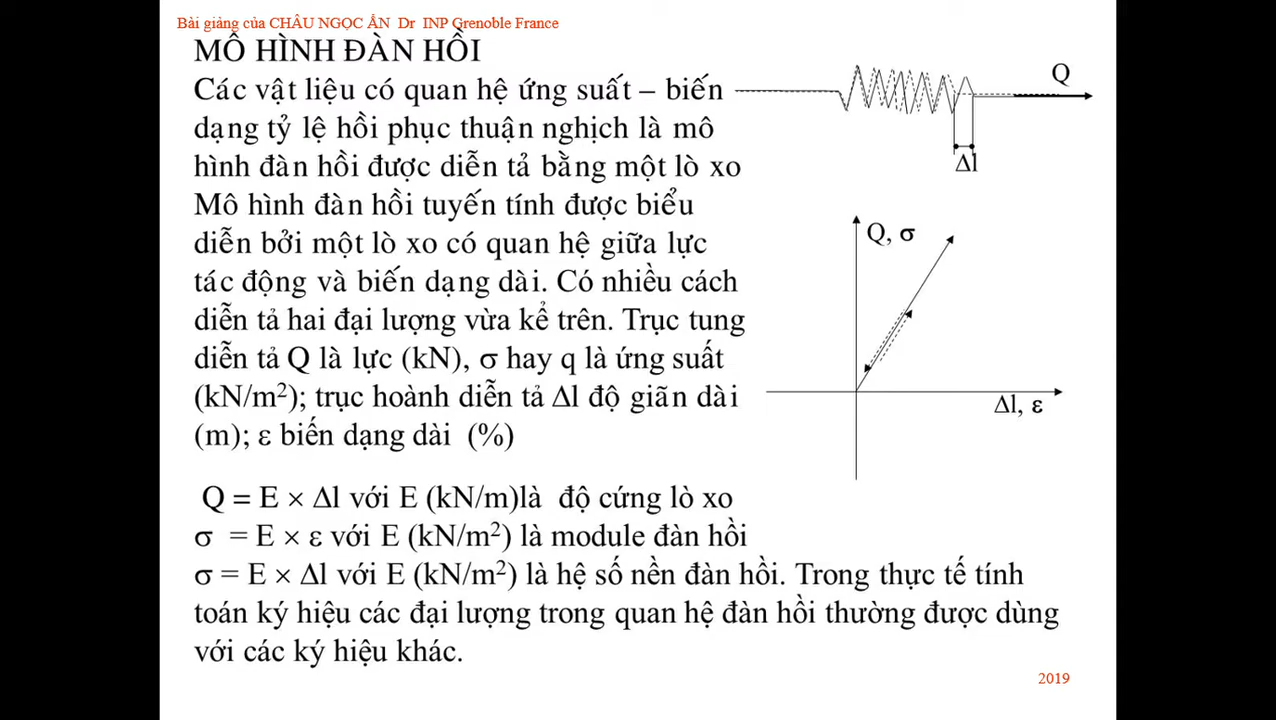 Bài giảng của CHÂU NGỌC ẨN Dr INP Grenoble France
MÔ HÌNH ĐÀN HỒI
Các vật liệu có quan hệ ứng suất – biến
dạng tỷ lệ hồi phục thuận nghịch là mô
hình đàn hồi được diễn tả bằng một lò xo
Mô hình đàn hồi tuyến tính được biểu
diễn bởi một lò xo có quan hệ giữa lực
tác động và biến dạng dài. Có nhiều cách
diễn tả hai đại lượng vừa kể trên. Trục tung
diễn tả Q là lực (kN), σ hay q là ứng suất
(kN/m²); trục hoành diễn tả Δl độ giãn dài
(m); ε biến dạng dài (%)
Q
Δl
Q, σ
Δl, ε
Q = E × Δl với E (kN/m)là độ cứng lò xo
σ = E × ε với E (kN/m²) là module đàn hồi
σ = E × Δl với E (kN/m²) là hệ số nền đàn hồi. Trong thực tế tính
toán ký hiệu các đại lượng trong quan hệ đàn hồi thường được dùng
với các ký hiệu khác.
2019